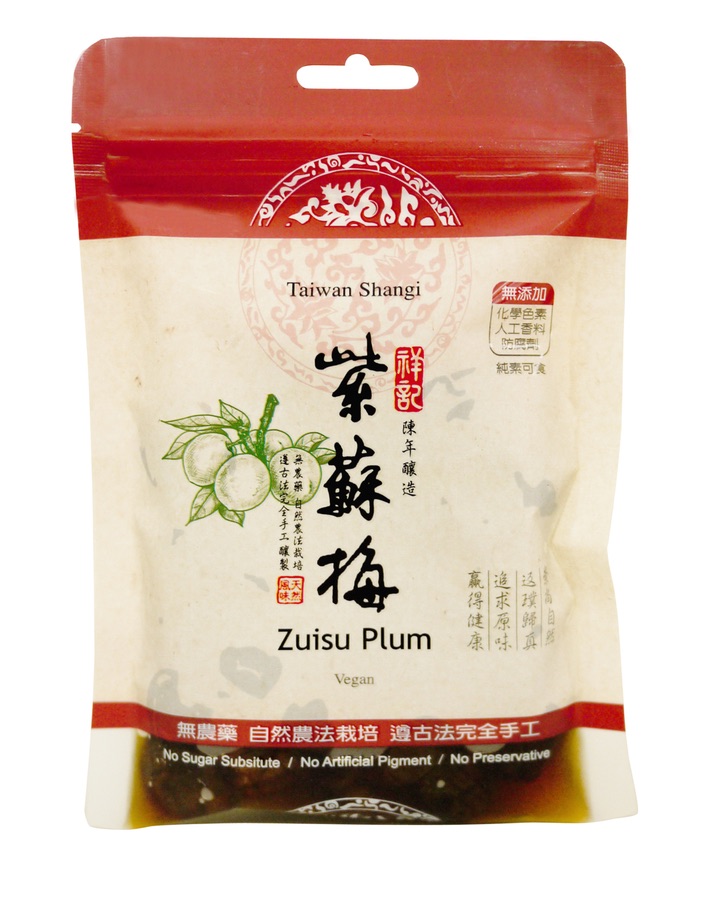 Taiwan Shangi
無添加
化學色素
人工香料
防腐劑
純素可食
祥記
陳年釀造
紫蘇梅
無農藥 自然農法栽培
遵古法完全手工釀製
天然風味
自然
返璞歸真
追求原味
贏得健康
Zuisu Plum
Vegan
無農藥 自然農法栽培 遵古法完全手工
No Sugar Subsitute / No Artificial Pigment / No Preservative